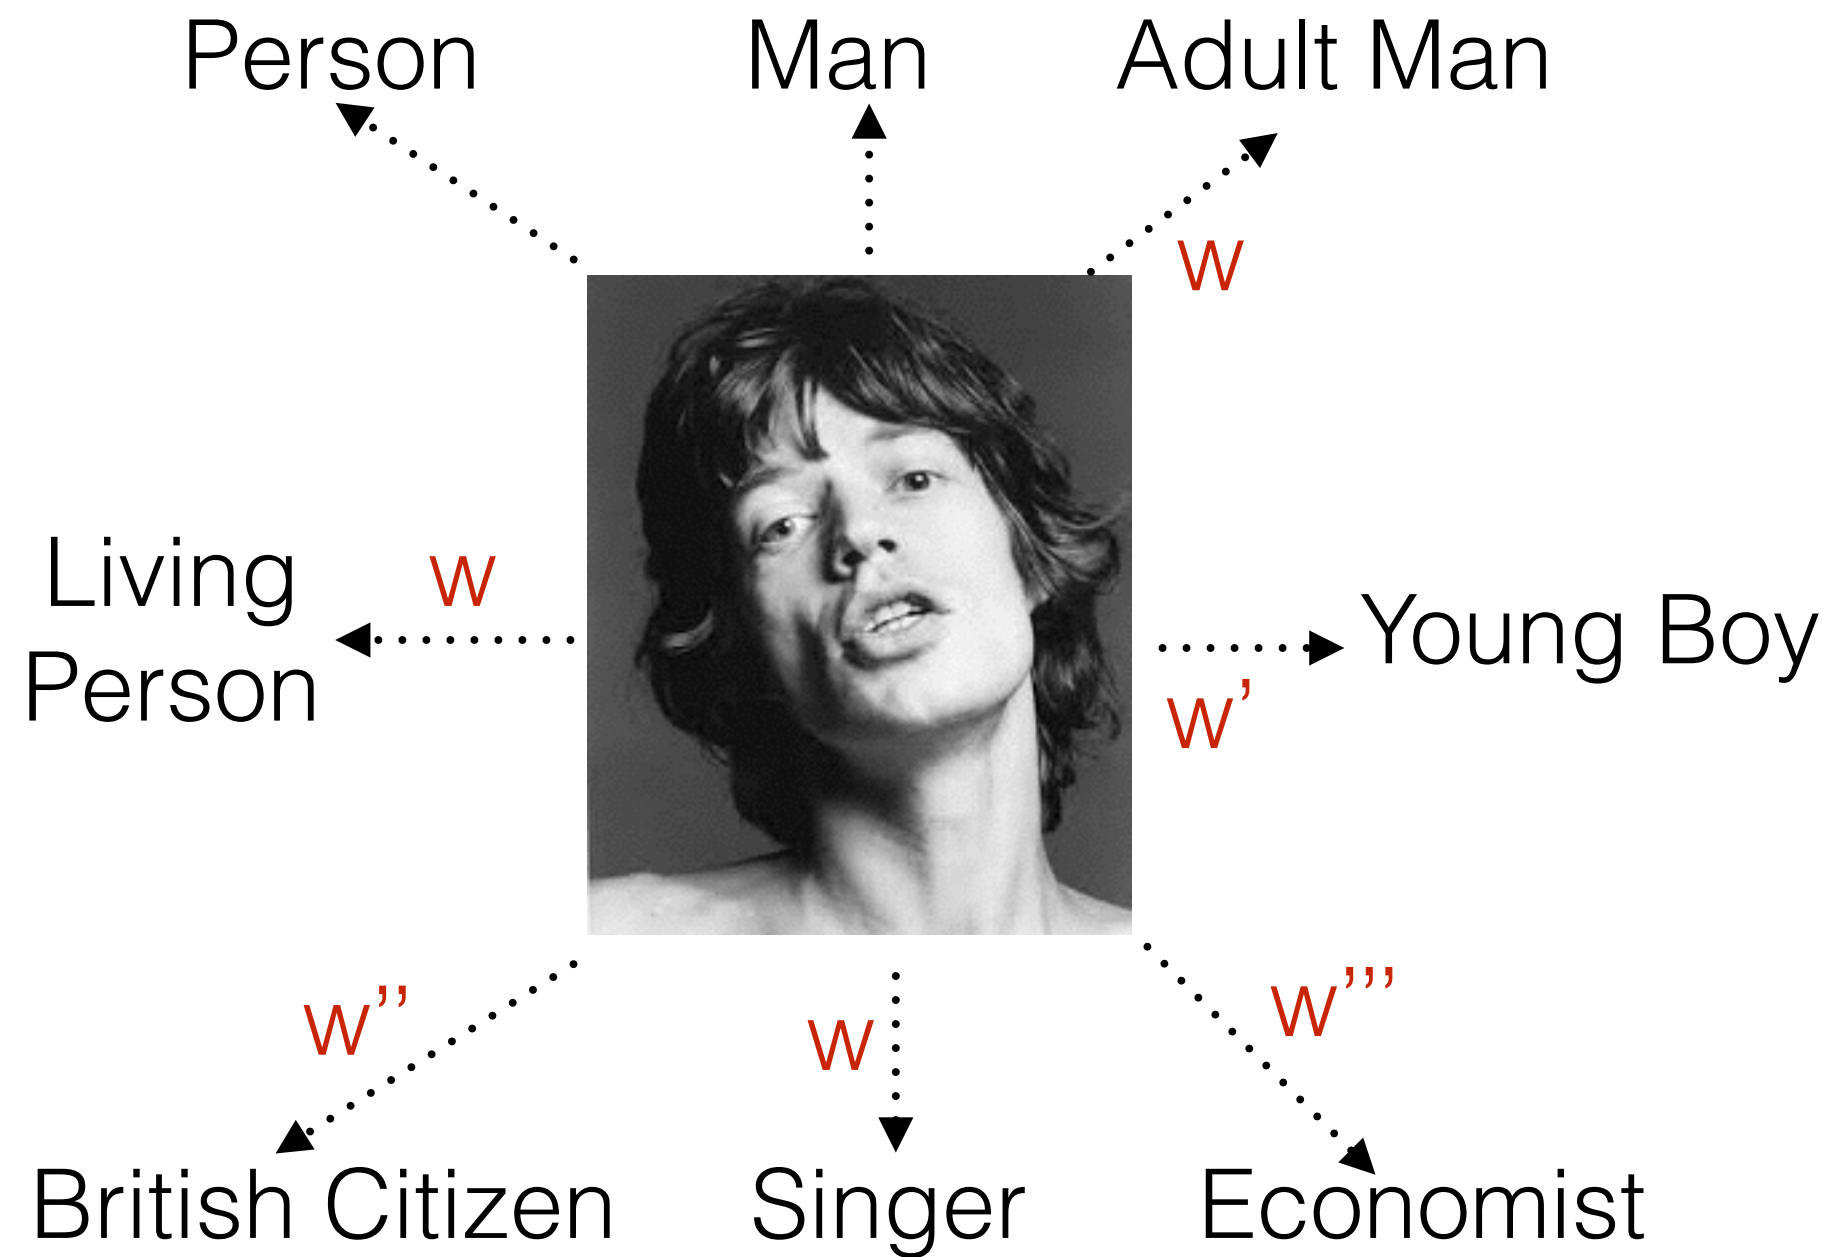 Person
Man
Adult Man
w
Living
Person
w
Young Boy
w’
w’’
w
w’’’
British Citizen
Singer
Economist